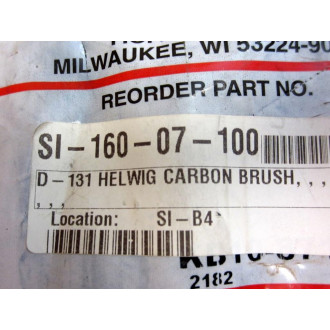 MILWAUKEE, WI 53224-90
REORDER PART NO.
SI-160-07-100
D-131 HELWIG CARBON BRUSH, , ,
, , ,
Location: SI-B4
2182